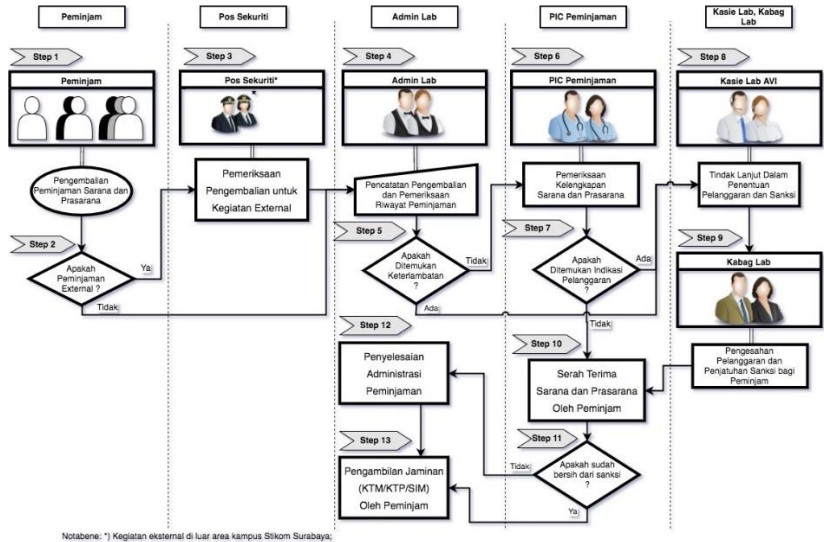 Peminjam
Pos Sekuriti
Admin Lab
PIC Peminjaman
Kasie Lab, Kabag
Lab
Step 1
Peminjam
Pengembalian
Peminjaman Sarana dan
Prasarana
Step 2
Apakah
Peminjaman
External ?
Ya
Tidak
Step 3
Pos Sekuriti*
*
Pemeriksaan
Pengembalian untuk
Kegiatan External
Step 4
Admin Lab
Pencatatan Pengembalian
dan Pemeriksaan
Riwayat Peminjaman
Step 5
Apakah
Ditemukan
Keterlambatan
?
Tidak
Ada
Step 6
PIC Peminjaman
Pemeriksaan
Kelengkapan
Sarana dan Prasarana
Step 7
Apakah
Ditemukan Indikasi
Pelanggaran
?
Ada
Tidak
Step 8
Kasie Lab AVI
Tindak Lanjut Dalam
Penentuan
Pelanggaran dan Sanksi
Step 9
Kabag Lab
Pengesahan
Pelanggaran dan
Penjatuhan Sanksi bagi
Peminjam
Step 10
Serah Terima
Sarana dan Prasarana
Oleh Peminjam
Step 11
Apakah sudah
bersih dari sanksi
?
Tidak
Ya
Step 12
Penyelesaian
Administrasi
Peminjaman
Step 13
Pengambilan Jaminan
(KTM/KTP/SIM)
Oleh Peminjam
Notabene: *) Kegiatan eksternal di luar area kampus Stikom Surabaya;